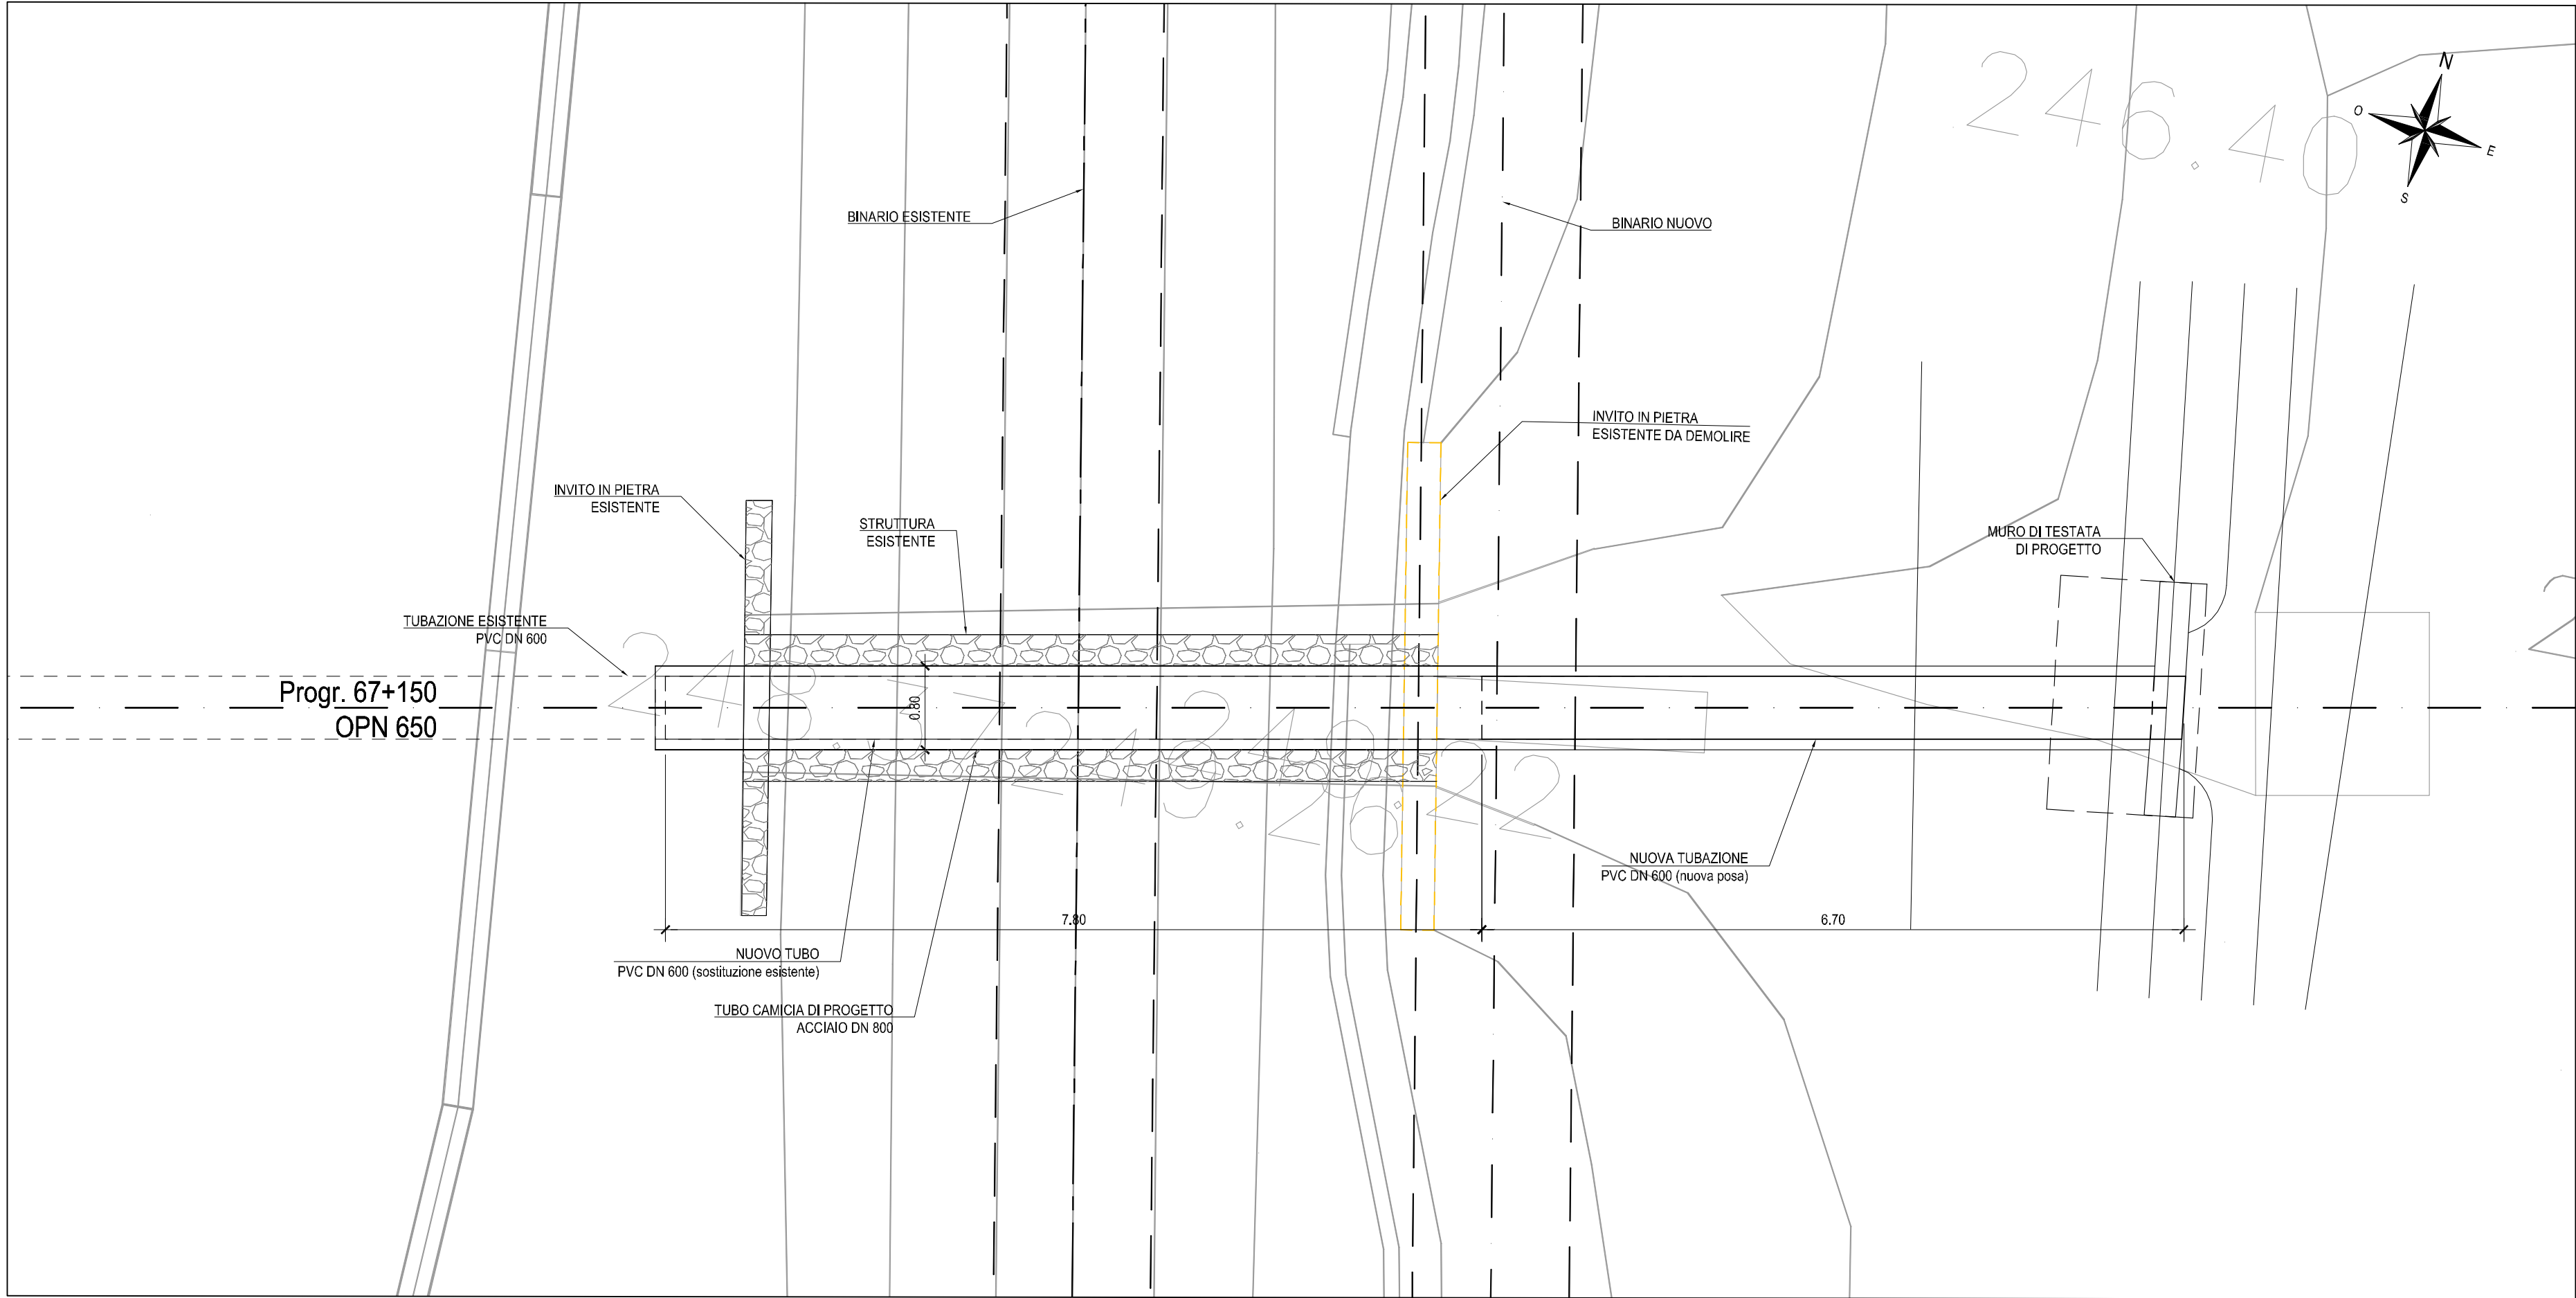 246.40
N
O
E
S
BINARIO ESISTENTE
BINARIO NUOVO
INVITO IN PIETRA
ESISTENTE DA DEMOLIRE
INVITO IN PIETRA
ESISTENTE
STRUTTURA
ESISTENTE
MURO DI TESTATA
DI PROGETTO
TUBAZIONE ESISTENTE
PVC DN 600
Progr. 67+150
OPN 650
0.80
NUOVA TUBAZIONE
PVC DN 600 (nuova posa)
7.80
6.70
NUOVO TUBO
PVC DN 600 (sostituzione esistente)
TUBO CAMICIA DI PROGETTO
ACCIAIO DN 800